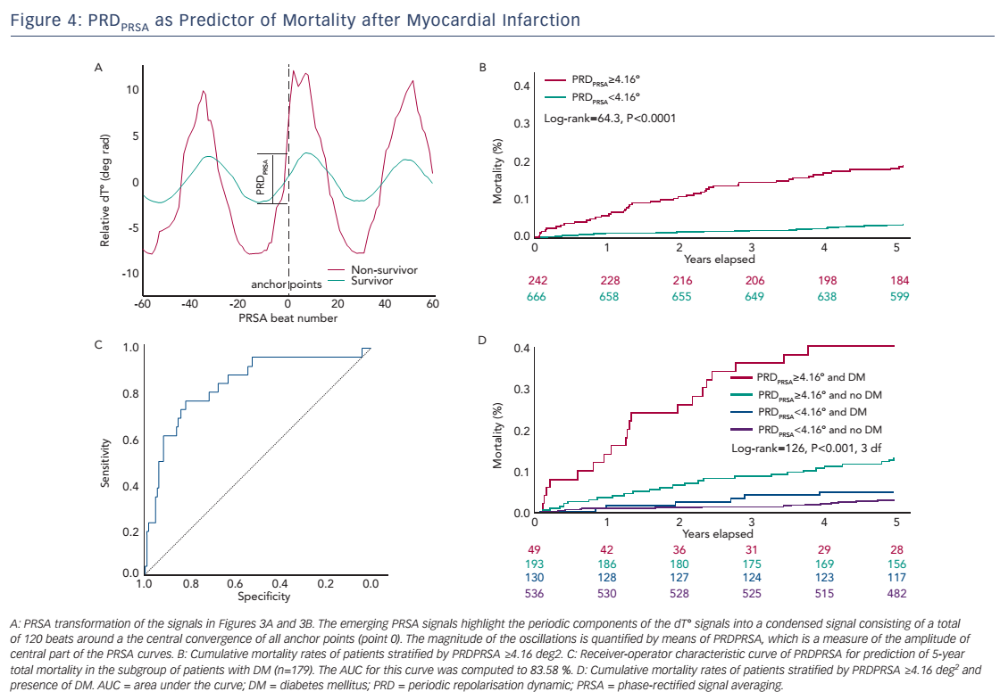 Figure 4: PRDPRSA as Predictor of Mortality after Myocardial Infarction
A
10
5
0
-5
-10
Relative dT° (deg rad)
PRDPRSA
Non-survivor
Survivor
anchor points
-60
-40
-20
0
20
40
60
PRSA beat number
B
PRDPRSA≥4.16°
PRDPRSA<4.16°
Log-rank=64.3, P<0.0001
0.4
0.3
0.2
0.1
0.0
Mortality (%)
0 1 2 3 4 5
Years elapsed
242 228 216 206 198 184
666 658 655 649 638 599
C
1.0
0.8
0.6
0.4
0.2
0.0
Sensitivity
1.0 0.8 0.6 0.4 0.2 0.0
Specificity
D
0.4
0.3
0.2
0.1
0.0
Mortality (%)
PRDPRSA≥4.16° and DM
PRDPRSA≥4.16° and no DM
PRDPRSA<4.16° and DM
PRDPRSA<4.16° and no DM
Log-rank=126, P<0.001, 3 df
0 1 2 3 4 5
Years elapsed
49 42 36 31 29 28
193 186 180 175 169 156
130 128 127 124 123 117
536 530 528 525 515 482
A: PRSA transformation of the signals in Figures 3A and 3B. The emerging PRSA signals highlight the periodic components of the dT° signals into a condensed signal consisting of a total
of 120 beats around a the central convergence of all anchor points (point 0). The magnitude of the oscillations is quantified by means of PRDPRSA, which is a measure of the amplitude of
central part of the PRSA curves. B: Cumulative mortality rates of patients stratified by PRDPRSA ≥4.16 deg2. C: Receiver-operator characteristic curve of PRDPRSA for prediction of 5-year
total mortality in the subgroup of patients with DM (n=179). The AUC for this curve was computed to 83.58 %. D: Cumulative mortality rates of patients stratified by PRDPRSA ≥4.16 deg² and
presence of DM. AUC = area under the curve; DM = diabetes mellitus; PRD = periodic repolarisation dynamic; PRSA = phase-rectified signal averaging.